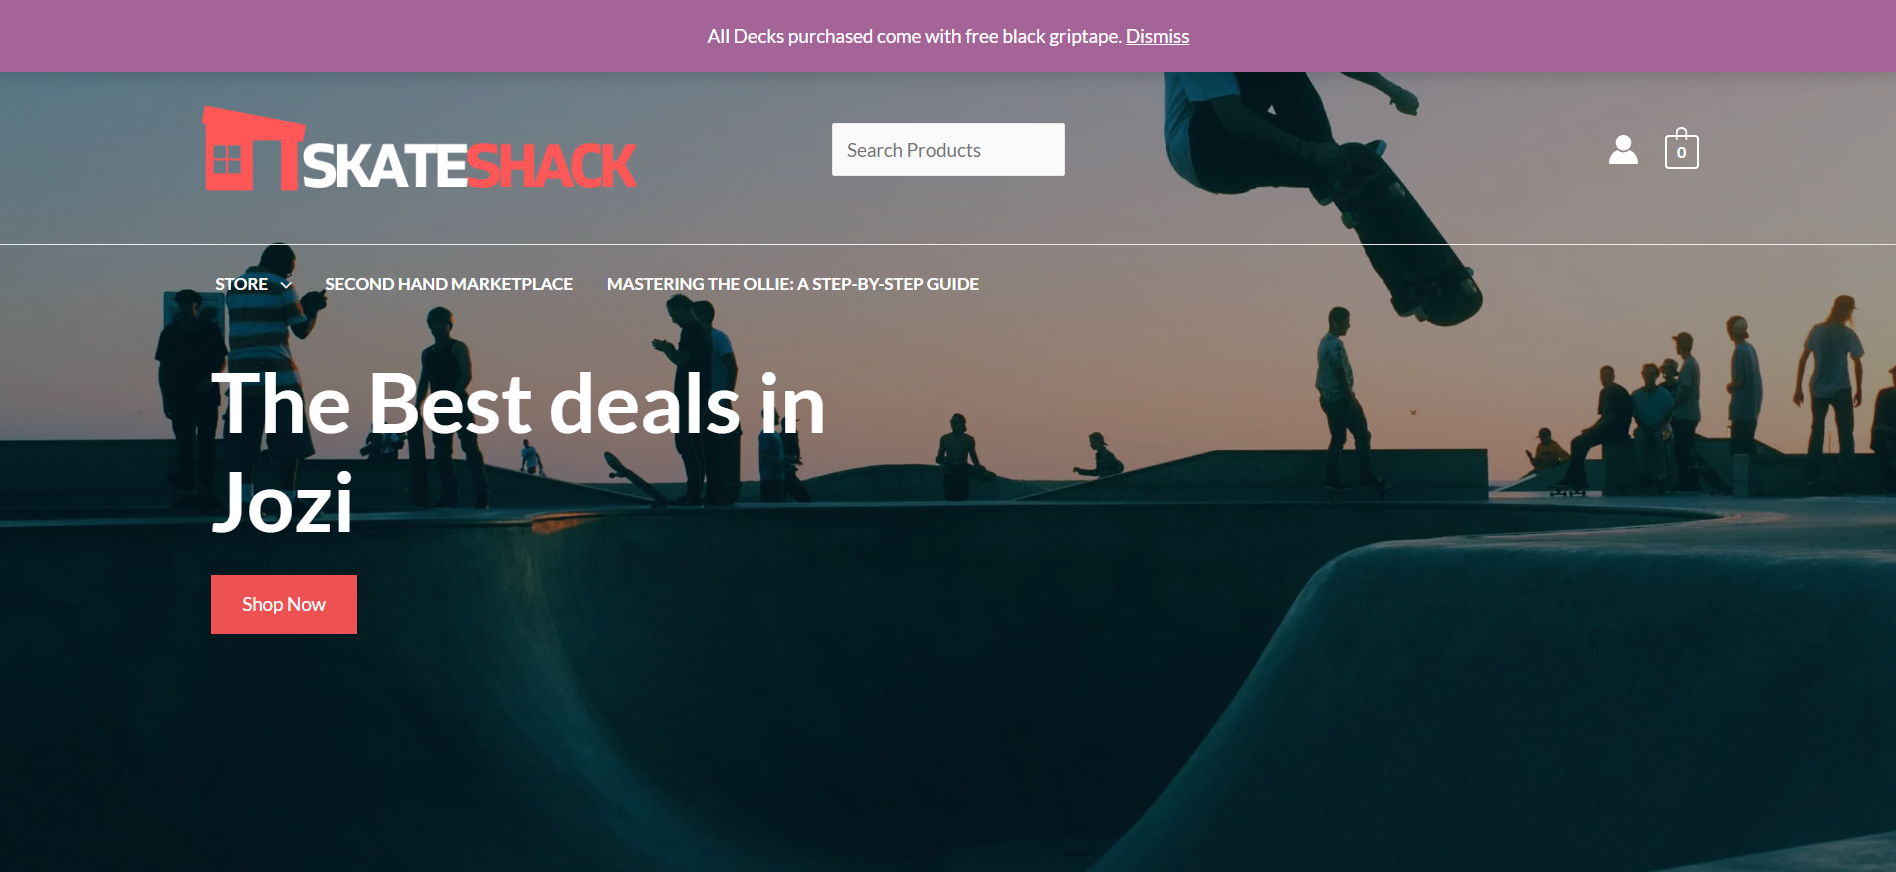 All Decks purchased come with free black griptape. Dismiss
SKATESHACK
Search Products
0
STORE
SECOND HAND MARKETPLACE
MASTERING THE OLLIE: A STEP-BY-STEP GUIDE
The Best deals in
Jozi
Shop Now